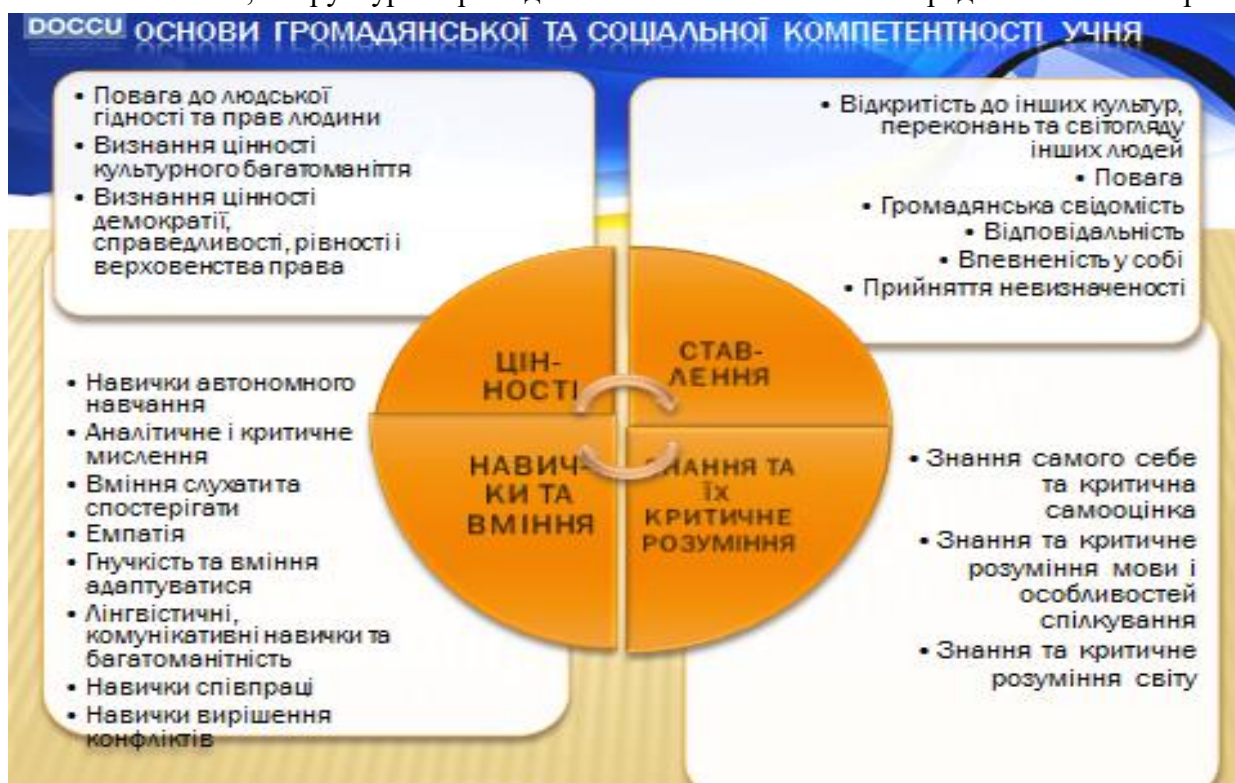 DOCCU ОСНОВИ ГРОМАДЯНСЬКОЇ ТА СОЦІАЛЬНОЇ КОМПЕТЕНТНОСТІ УЧНЯ
• Повага до людської
гідності та прав людини
• Визнання цінності
культурного багатоманіття
• Визнання цінності
демократії,
справедливості, рівності і
верховенства права
• Відкритість до інших культур,
переконань та світогляду
інших людей
• Повага
• Громадянська свідомість
• Відповідальність
• Впевненість у собі
• Прийняття невизначеності
ЦІН-
НОСТІ
СТАВ-
ЛЕННЯ
• Навички автономного
навчання
• Аналітичне і критичне
мислення
• Вміння слухати та
спостерігати
• Емпатія
• Гнучкість та вміння
адаптуватися
• Лінгвістичні,
комунікативні навички та
багатоманітність
• Навички співпраці
• Навички вирішення
конфліктів
НАВИЧ-
КИ ТА
ВМІННЯ
ЗНАННЯ ТА
ЇХ
КРИТИЧНЕ
РОЗУМІННЯ
• Знання самого себе
та критична
самооцінка
• Знання та критичне
розуміння мови і
особливостей
спілкування
• Знання та критичне
розуміння світу